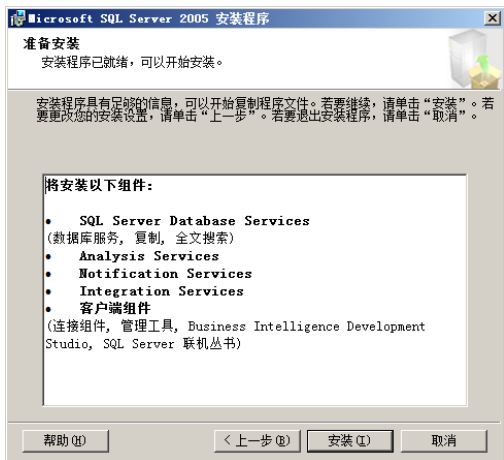 Microsoft SQL Server 2005 安装程序
准备安装
安装程序已就绪，可以开始安装。
安装程序具有足够的信息，可以开始复制程序文件。若要继续，请单击“安装”。若
要更改您的安装设置，请单击“上一步”。若要退出安装程序，请单击“取消”。
将安装以下组件:
• SQL Server Database Services
(数据库服务, 复制, 全文搜索)
• Analysis Services
• Notification Services
• Integration Services
• 客户端组件
(连接组件, 管理工具, Business Intelligence Development
Studio, SQL Server 联机丛书)
帮助(H) < 上一步(B) 安装(I) 取消